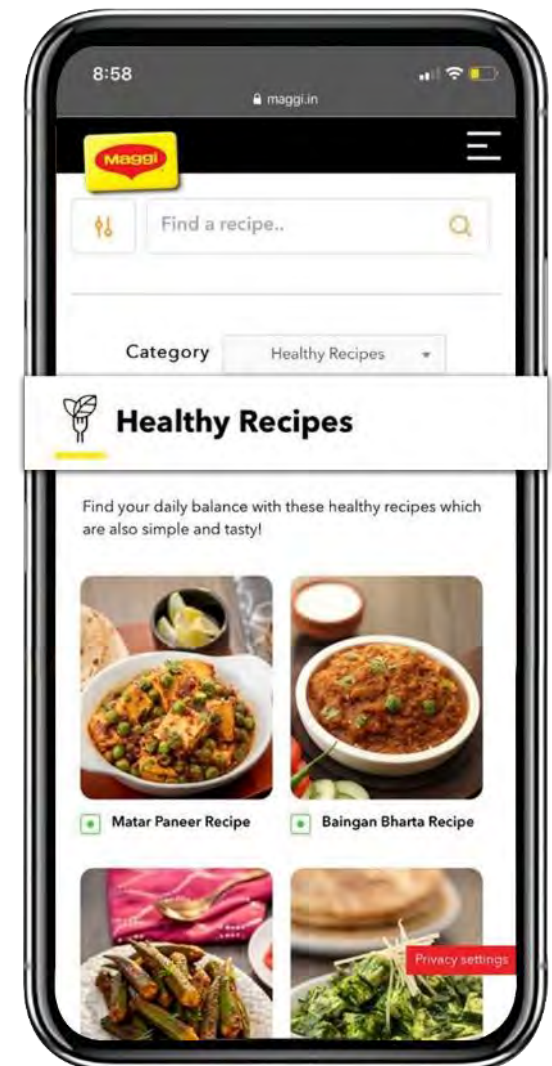 8:58
maggi.in
Maggi
Find a recipe..
Category
Healthy Recipes
Healthy Recipes
Find your daily balance with these healthy recipes which
are also simple and tasty!
Matar Paneer Recipe
Baingan Bharta Recipe
Privacy settings